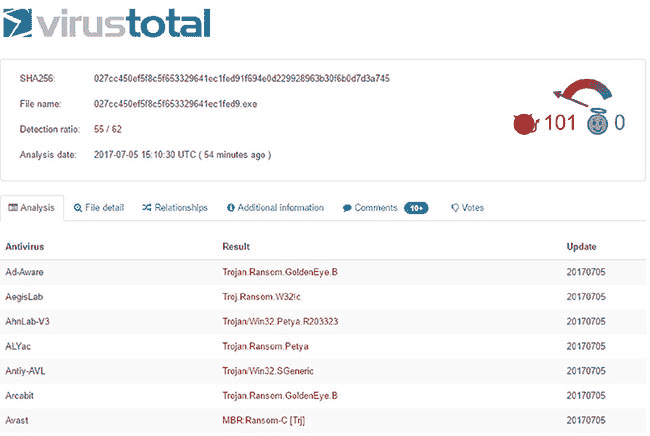 virustotal
SHA256: 027cc450ef5f8c5f653329641ec1fed91f694e0d229928963b30f6b0d7d3a745
File name: 027cc450ef5f8c5f653329641ec1fed9.exe
Detection ratio: 55 / 62
Analysis date: 2017-07-05 15:10:30 UTC ( 54 minutes ago )
101 0
Analysis File detail Relationships Additional information Comments 10+ Votes
Antivirus Result Update
Ad-Aware Trojan.Ransom.GoldenEye.B 20170705
AegisLab Troj.Ransom.W32!c 20170705
AhnLab-V3 Trojan/Win32.Petya.R203323 20170705
ALYac Trojan.Ransom.Petya 20170705
Antiy-AVL Trojan/Win32.SGeneric 20170705
Arcabit Trojan.Ransom.GoldenEye.B 20170705
Avast MBR:Ransom-C [Trj] 20170705